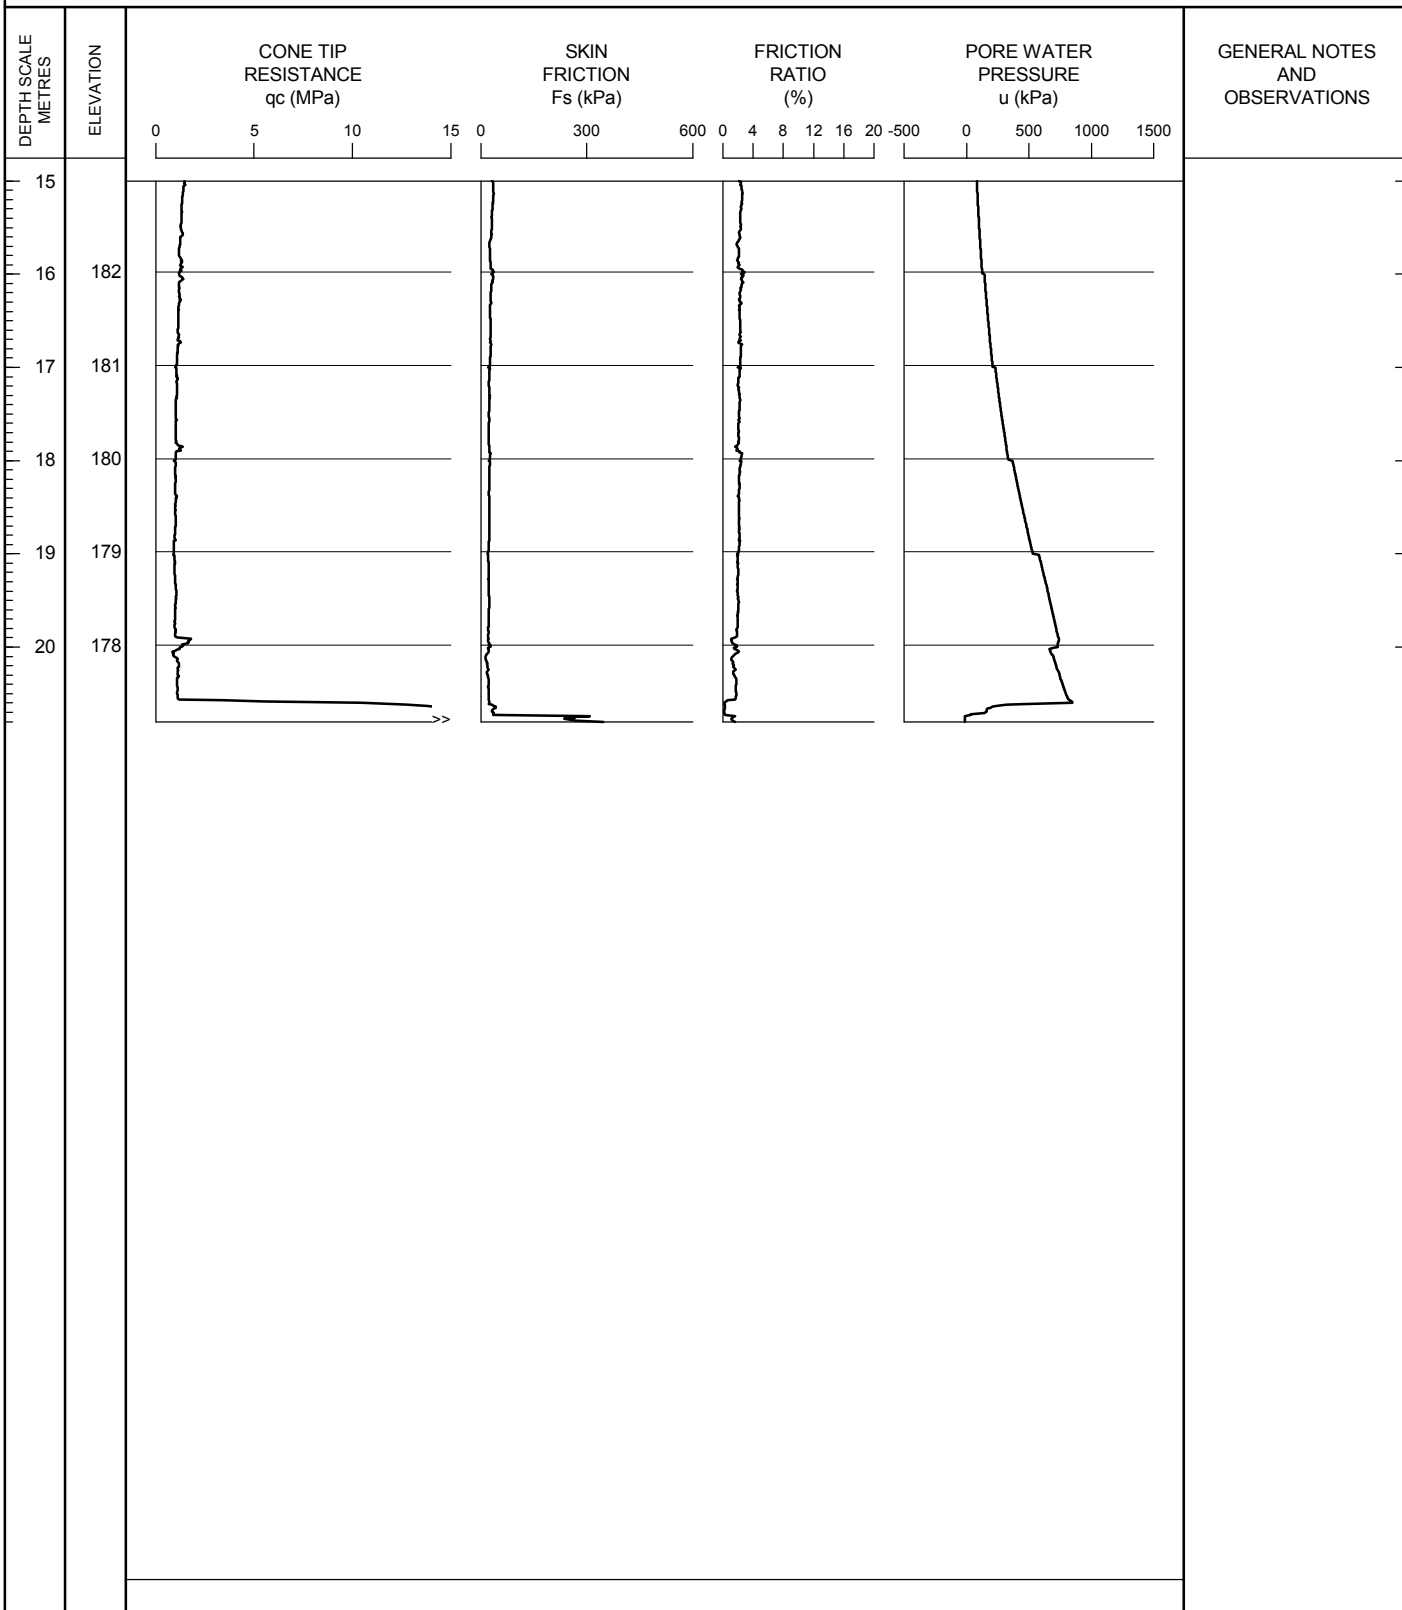 DEPTH SCALE
METRES
ELEVATION
CONE TIP
RESISTANCE
qc (MPa)
SKIN
FRICTION
Fs (kPa)
FRICTION
RATIO
(%)
PORE WATER
PRESSURE
u (kPa)
GENERAL NOTES
AND
OBSERVATIONS
0 5 10 15 0 300 600 0 4 8 12 16 20 -500 0 500 1000 1500
15
16 182
17 181
18 180
19 179
20 178
>>